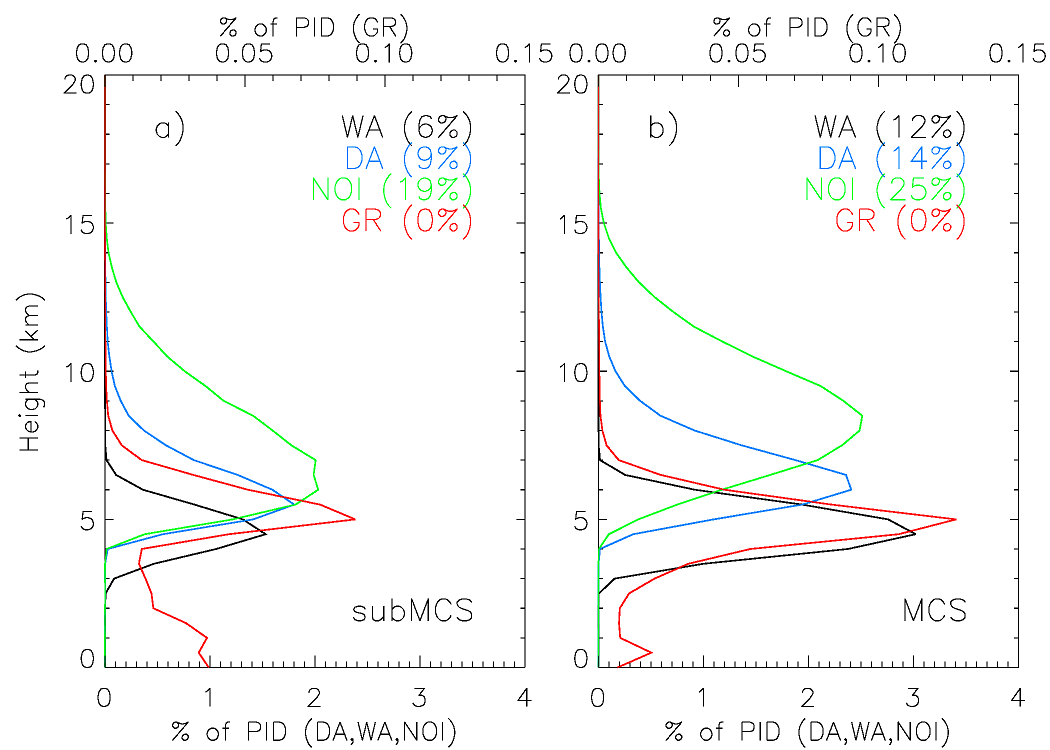 % of PID (GR)
0.00 0.05 0.10 0.15
20
15
10
5
0
Height (km)
a)
WA (6%)
DA (9%)
NOI (19%)
GR (0%)
subMCS
0 1 2 3 4
% of PID (DA,WA,NOI)
% of PID (GR)
0.00 0.05 0.10 0.15
20
15
10
5
0
b)
WA (12%)
DA (14%)
NOI (25%)
GR (0%)
MCS
0 1 2 3 4
% of PID (DA,WA,NOI)